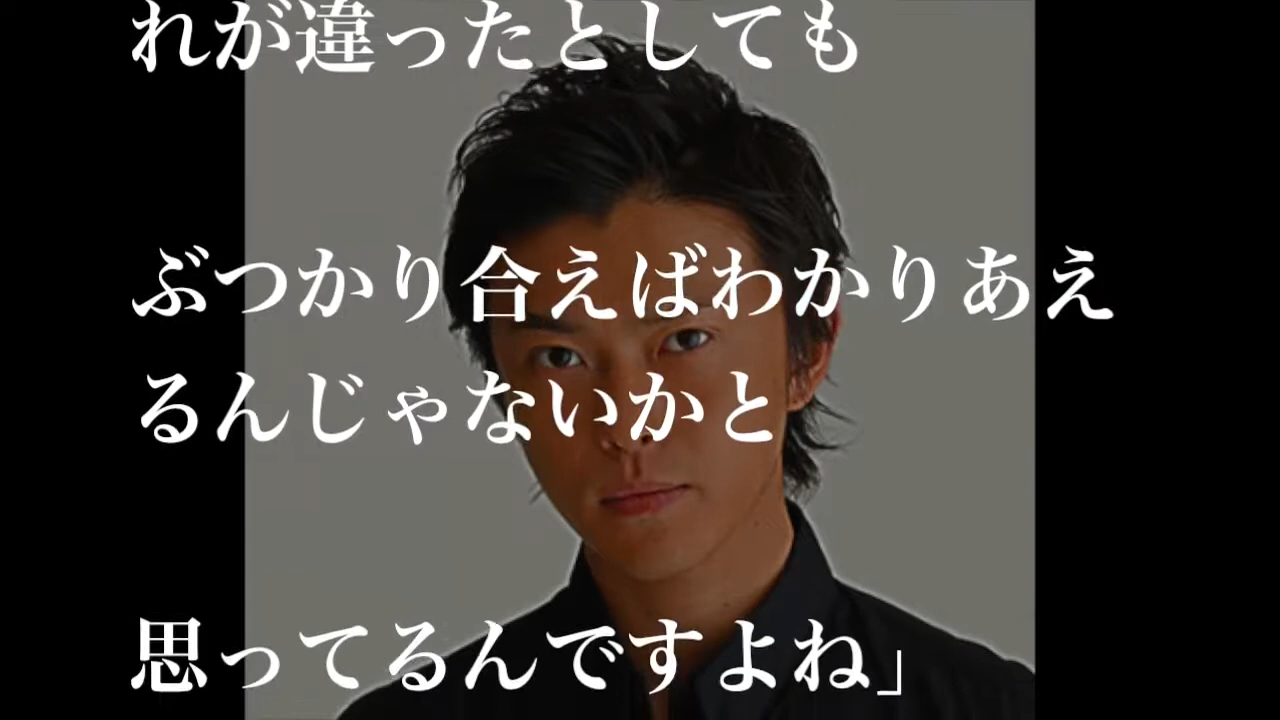 れが違ったとしても
ぶつかり合えばわかりあえ
るんじゃないかと
思ってるんですよね」